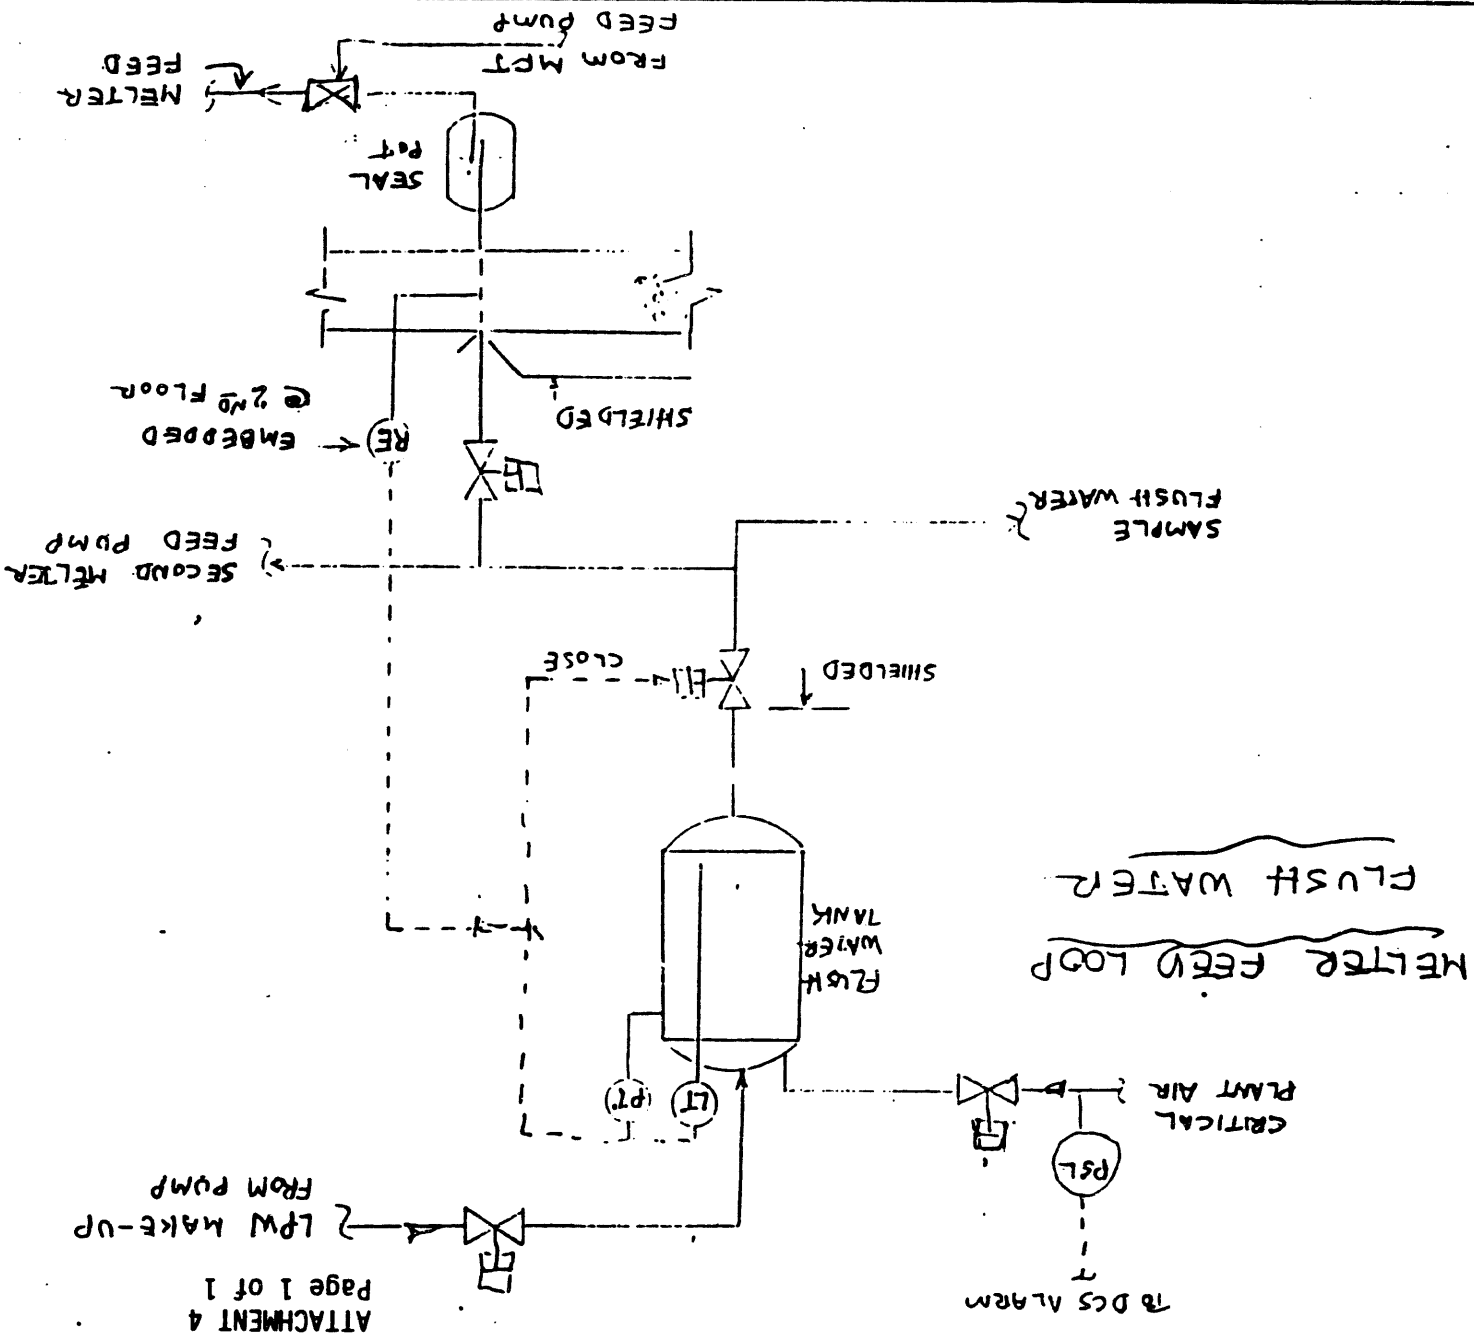 ATTACHMENT 4
Page 1 of 1
TO DCS ALARM
LPW MAKE-UP
FROM PUMP
PSL
CRITICAL
PLANT AIR
LT
PT
MELTER FEED LOOP
FLUSH WATER
FLUSH
WATER
TANK
SHIELDED
CLOSE
SECOND MELTER
FEED PUMP
SAMPLE
FLUSH WATER
RE
EMBEDDED
@ 2ND FLOOR
SHIELDED
SEAL
POT
MELTER
FEED
FROM MFT
FEED PUMP